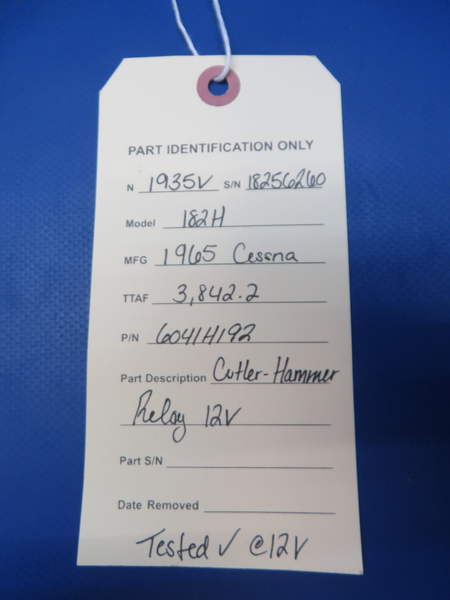 PART IDENTIFICATION ONLY
N 1935V S/N 18256260
Model 182H
MFG 1965 Cessna
TTAF 3,842.2
P/N 6041H192
Part Description Cutler-Hammer
Relay 12V
Part S/N
Date Removed
Tested ✓ @12V